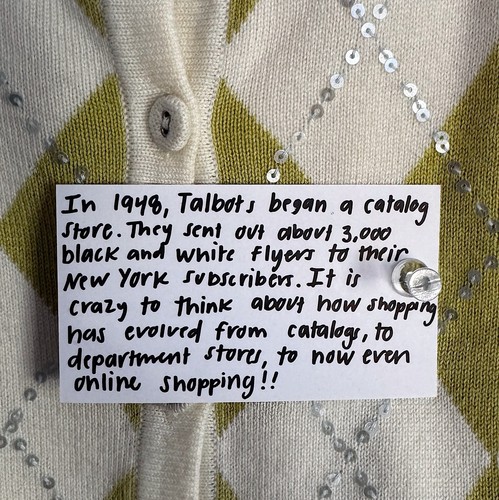 In 1948, Talbots began a catalog
store. They sent out about 3,000
black and white flyers to their
New York subscribers. It is
crazy to think about how shopping
has evolved from catalogs, to
department stores, to now even
online shopping!!